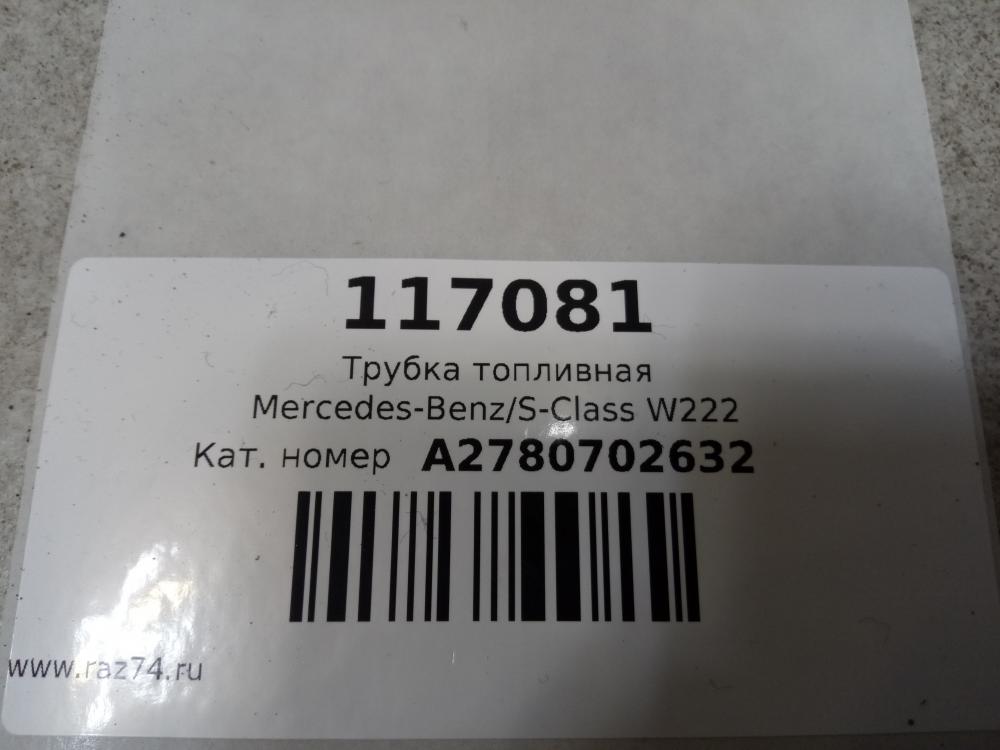 117081
Трубка топливная
Mercedes-Benz/S-Class W222
Кат. номер A2780702632
www.raz74.ru